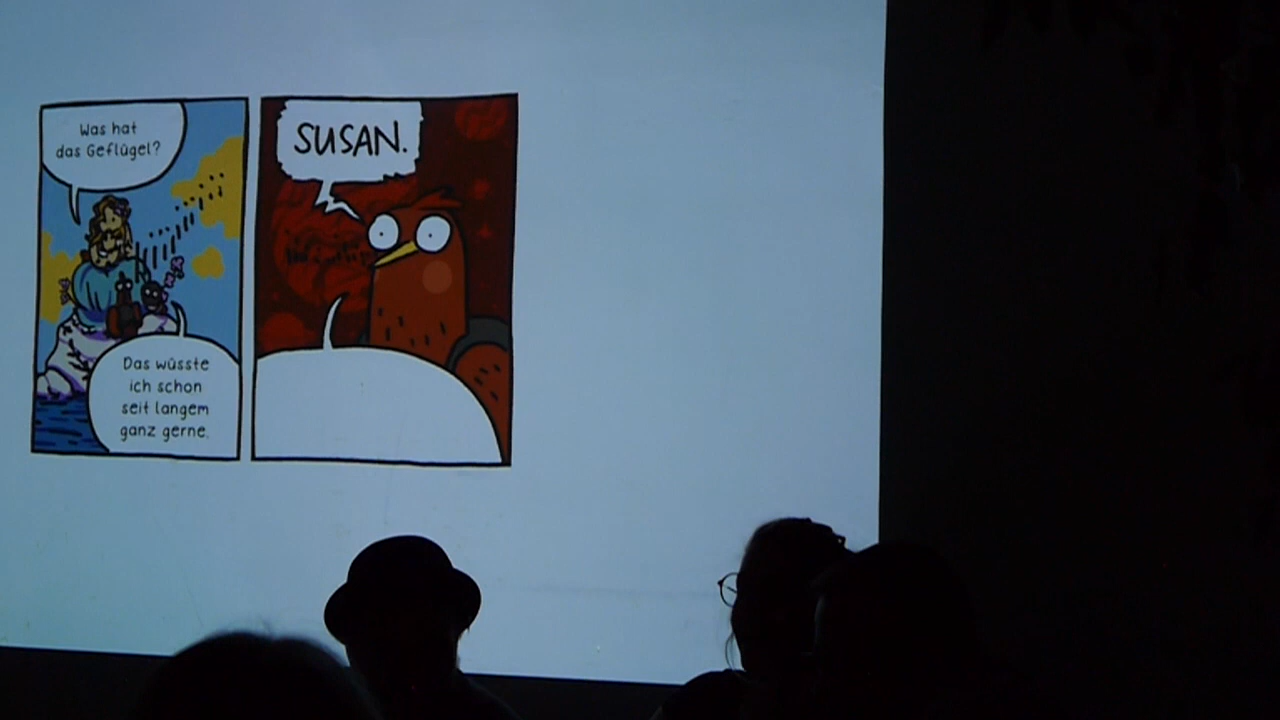 Was hat
das Geflügel?
Das wüsste
ich schon
seit langem
ganz gerne.
SUSAN.